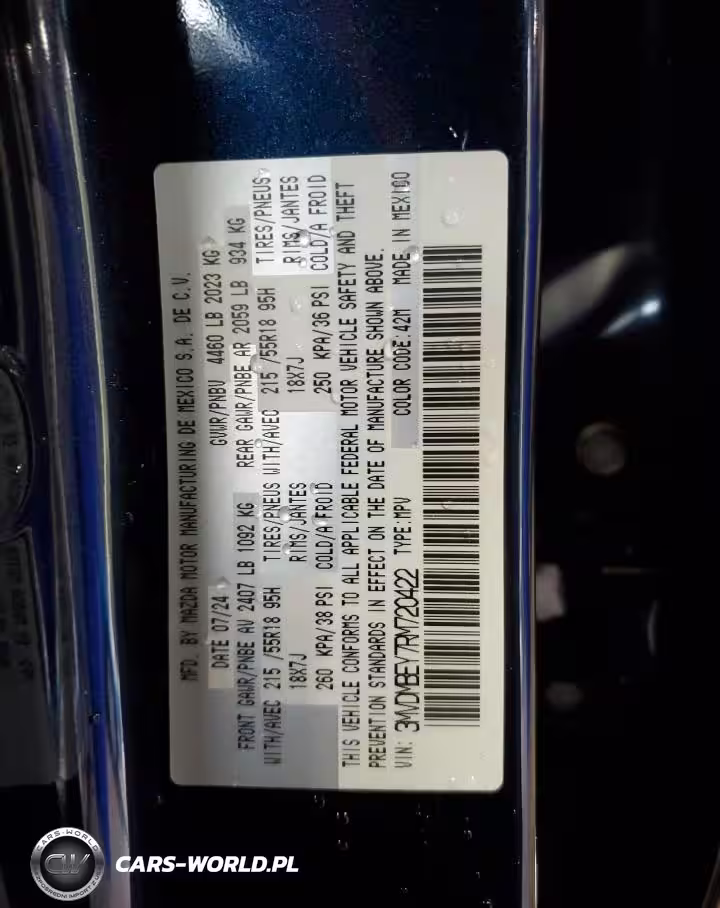 MFD. BY MAZDA MOTOR MANUFACTURING DE MEXICO S.A. DE C.V.
DATE 07/24 GVWR/PNBV 4460 LB 2023 KG
FRONT GAWR/PNBE AV 2407 LB 1092 KG REAR GAWR/PNBE AR 2059 LB 934 KG
WITH/AVEC 215 /55R18 95H TIRES/PNEUS WITH/AVEC 215 /55R18 95H TIRES/PNEUS
18X7J RIMS/JANTES 18X7J RIMS/JANTES
260 KPA/38 PSI COLD/A FROID 250 KPA/36 PSI COLD/A FROID
THIS VEHICLE CONFORMS TO ALL APPLICABLE FEDERAL MOTOR VEHICLE SAFETY AND THEFT
PREVENTION STANDARDS IN EFFECT ON THE DATE OF MANUFACTURE SHOWN ABOVE.
VIN: 3MVDMBEY7RM720422 TYPE:MPV COLOR CODE:42M MADE IN MEXICO
CARS-WORLD
CW
CARS-WORLD.PL